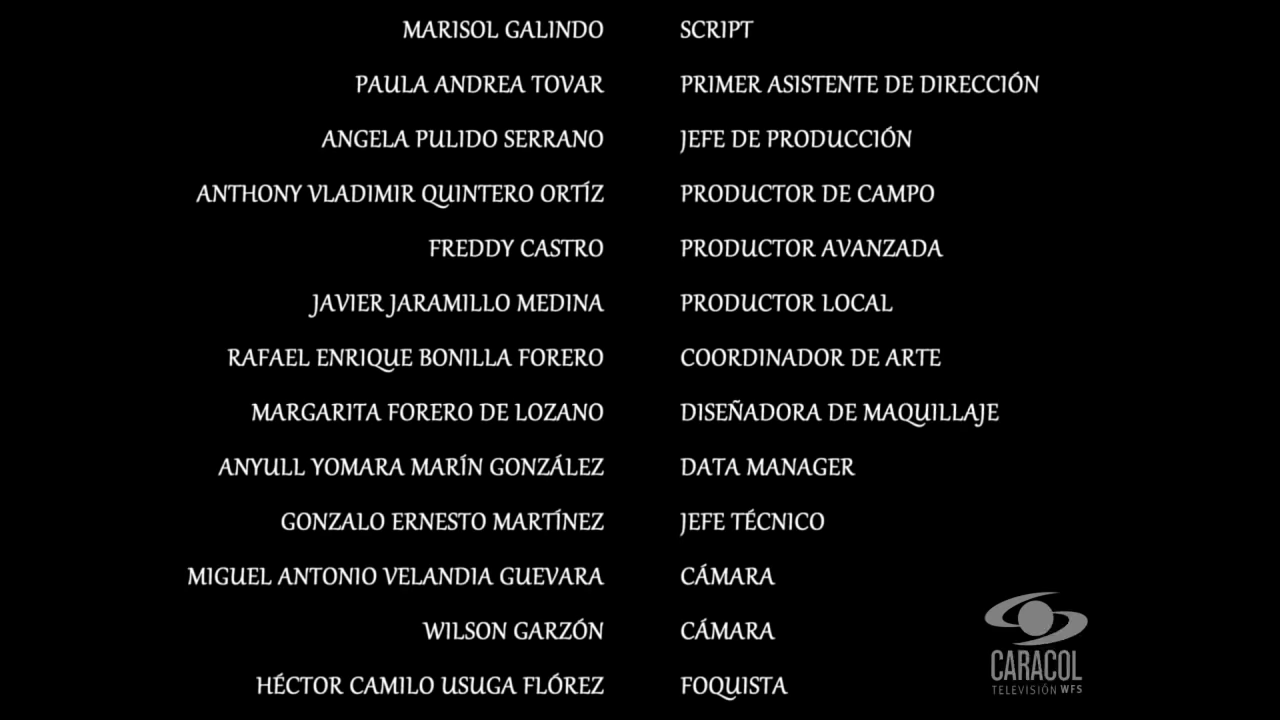 MARISOL GALINDO SCRIPT
PAULA ANDREA TOVAR PRIMER ASISTENTE DE DIRECCIÓN
ANGELA PULIDO SERRANO JEFE DE PRODUCCIÓN
ANTHONY VLADIMIR QUINTERO ORTÍZ PRODUCTOR DE CAMPO
FREDDY CASTRO PRODUCTOR AVANZADA
JAVIER JARAMILLO MEDINA PRODUCTOR LOCAL
RAFAEL ENRIQUE BONILLA FORERO COORDINADOR DE ARTE
MARGARITA FORERO DE LOZANO DISEÑADORA DE MAQUILLAJE
ANYULL YOMARA MARÍN GONZÁLEZ DATA MANAGER
GONZALO ERNESTO MARTÍNEZ JEFE TÉCNICO
MIGUEL ANTONIO VELANDIA GUEVARA CÁMARA
WILSON GARZÓN CÁMARA
HÉCTOR CAMILO USUGA FLÓREZ FOQUISTA
CARACOL
TELEVISIÓN WFS